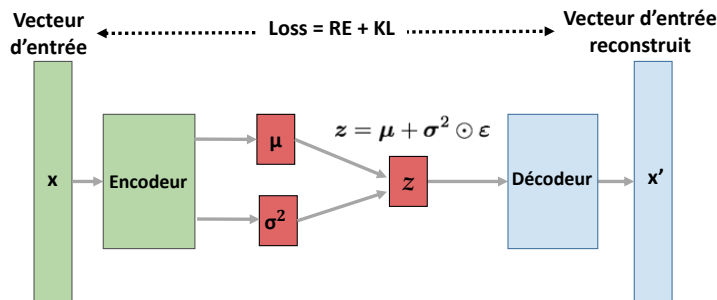 Vecteur
d'entrée
Loss = RE + KL
Vecteur d'entrée
reconstruit
x
Encodeur
μ
σ²
z = μ + σ² ⊙ ε
z
Décodeur
x'